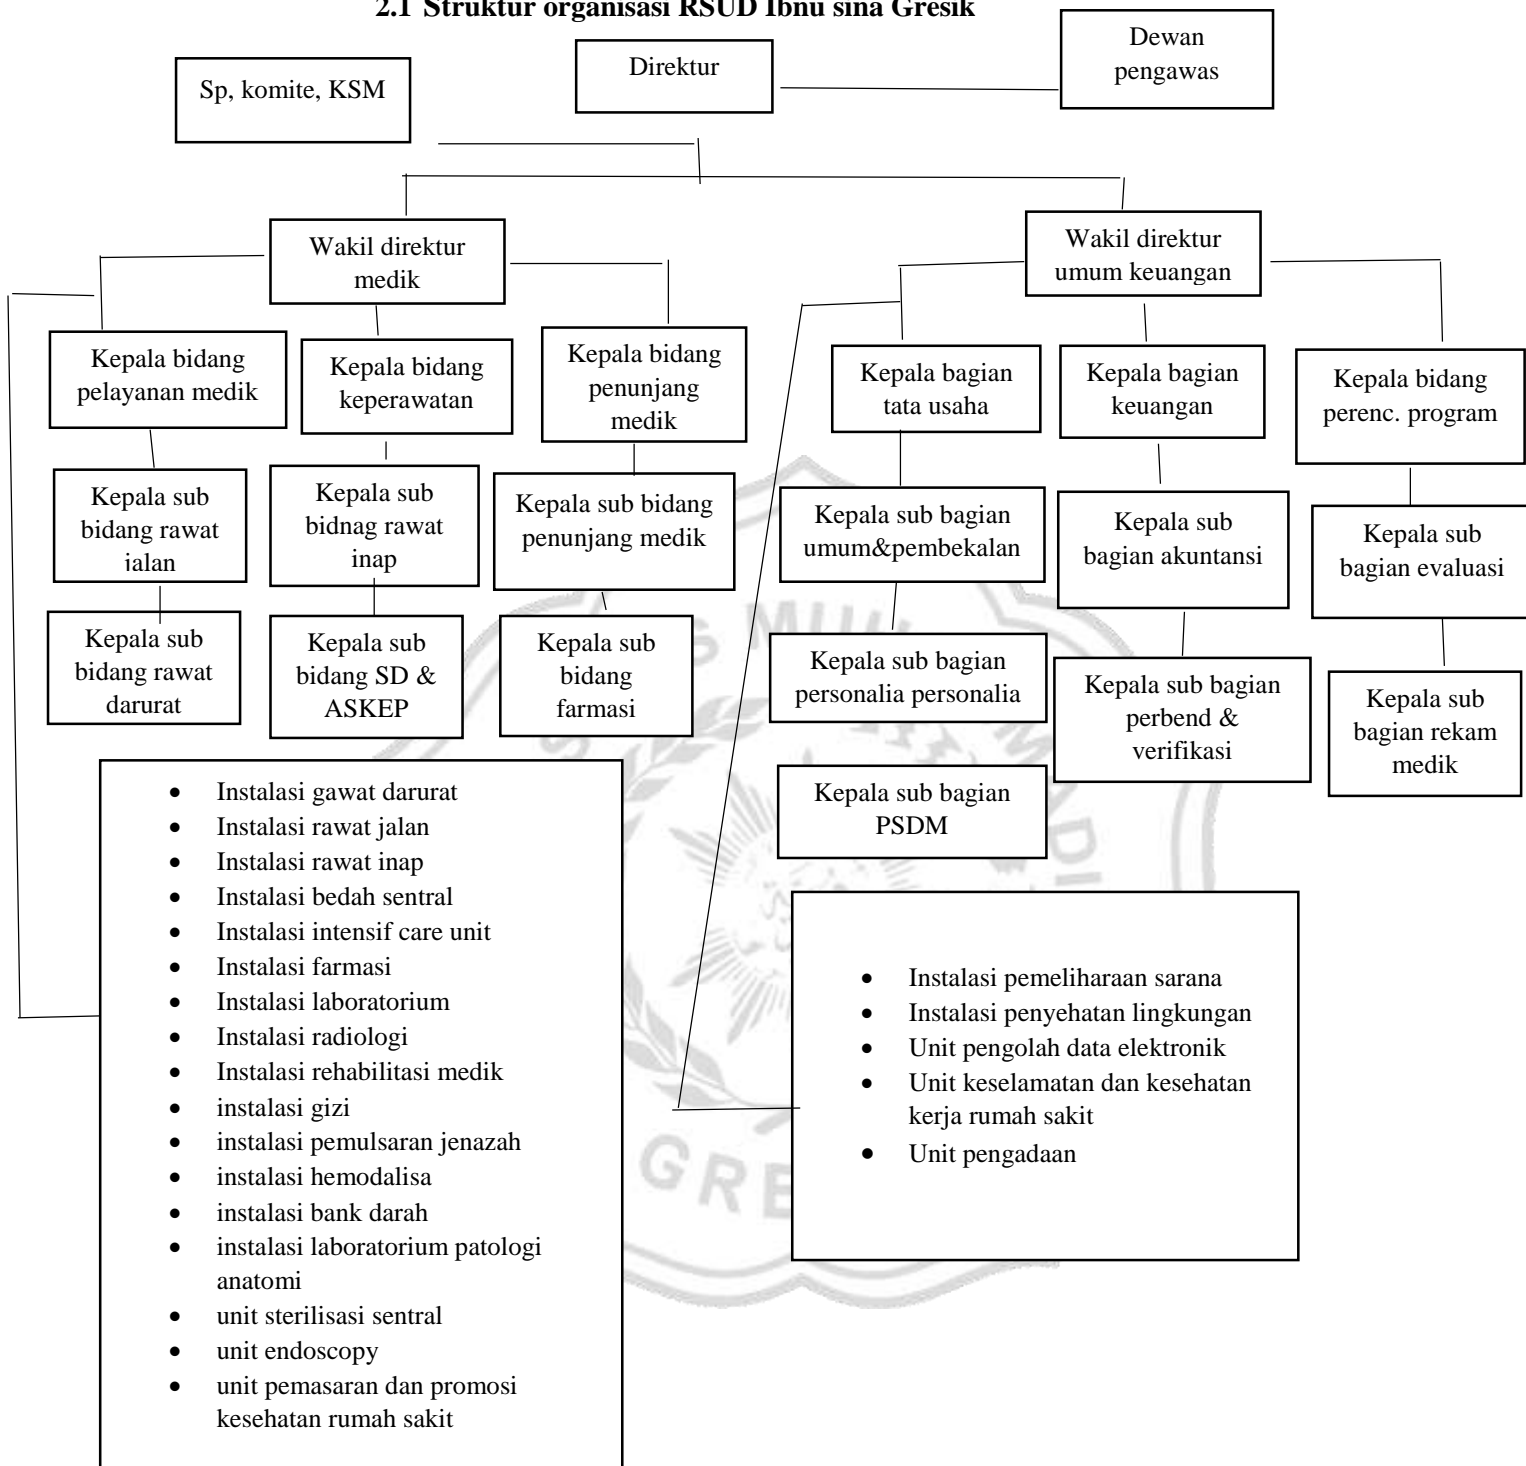 2.1 Struktur organisasi RSUD Ibnu sina Gresik
Sp, komite, KSM
Direktur
Dewan
pengawas
Wakil direktur
medik
Wakil direktur
umum keuangan
Kepala bidang
pelayanan medik
Kepala bidang
keperawatan
Kepala bidang
penunjang
medik
Kepala bagian
tata usaha
Kepala bagian
keuangan
Kepala bidang
perenc. program
Kepala sub
bidang rawat
jalan
Kepala sub
bidnag rawat
inap
Kepala sub bidang
penunjang medik
Kepala sub bagian
umum&pembekalan
Kepala sub
bagian akuntansi
Kepala sub
bagian evaluasi
Kepala sub
bidang rawat
darurat
Kepala sub
bidang SD &
ASKEP
Kepala sub
bidang
farmasi
Kepala sub bagian
personalia personalia
Kepala sub bagian
perbend &
verifikasi
Kepala sub
bagian rekam
medik
Kepala sub bagian
PSDM
• Instalasi gawat darurat
• Instalasi rawat jalan
• Instalasi rawat inap
• Instalasi bedah sentral
• Instalasi intensif care unit
• Instalasi farmasi
• Instalasi laboratorium
• Instalasi radiologi
• Instalasi rehabilitasi medik
• instalasi gizi
• instalasi pemulsaran jenazah
• instalasi hemodalisa
• instalasi bank darah
• instalasi laboratorium patologi
anatomi
• unit sterilisasi sentral
• unit endoscopy
• unit pemasaran dan promosi
kesehatan rumah sakit
• Instalasi pemeliharaan sarana
• Instalasi penyehatan lingkungan
• Unit pengolah data elektronik
• Unit keselamatan dan kesehatan
kerja rumah sakit
• Unit pengadaan